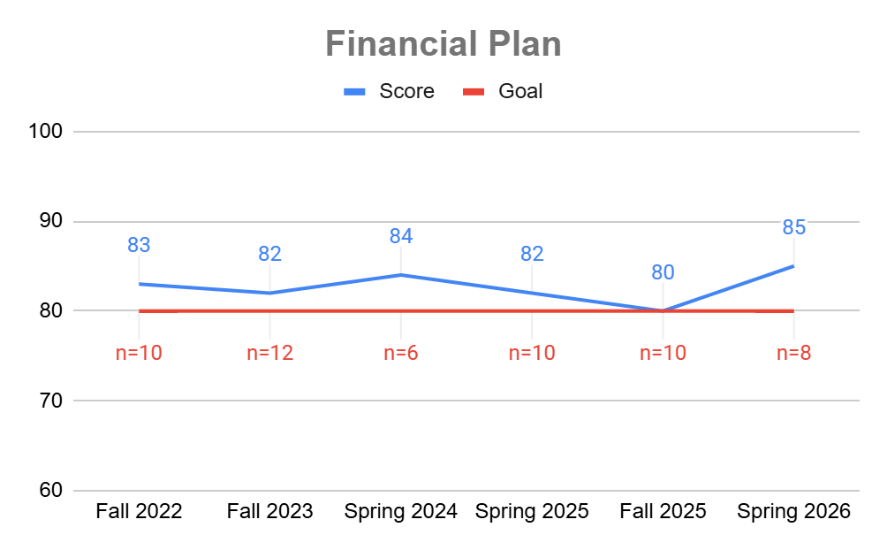 Financial Plan
Score Goal
100
90
80
70
60
83 82 84 82 80 85
n=10 n=12 n=6 n=10 n=10 n=8
Fall 2022 Fall 2023 Spring 2024 Spring 2025 Fall 2025 Spring 2026